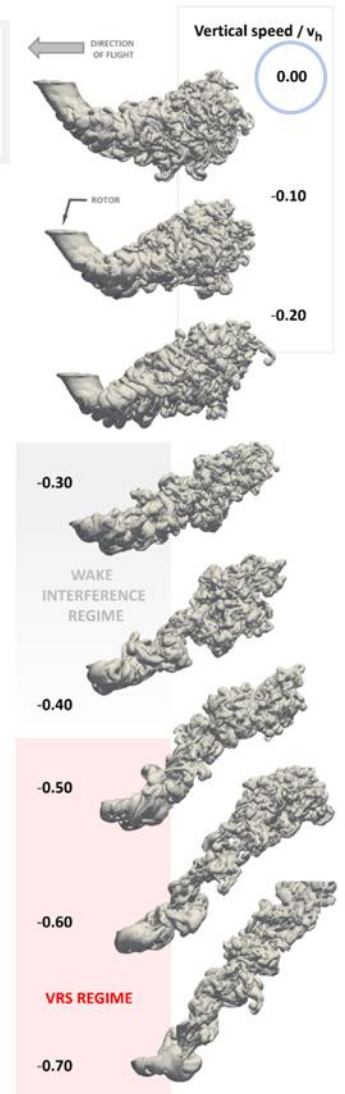 Vertical speed / vh
DIRECTION
OF FLIGHT
0.00
-0.10
ROTOR
-0.20
-0.30
WAKE
INTERFERENCE
REGIME
-0.40
-0.50
-0.60
VRS REGIME
-0.70